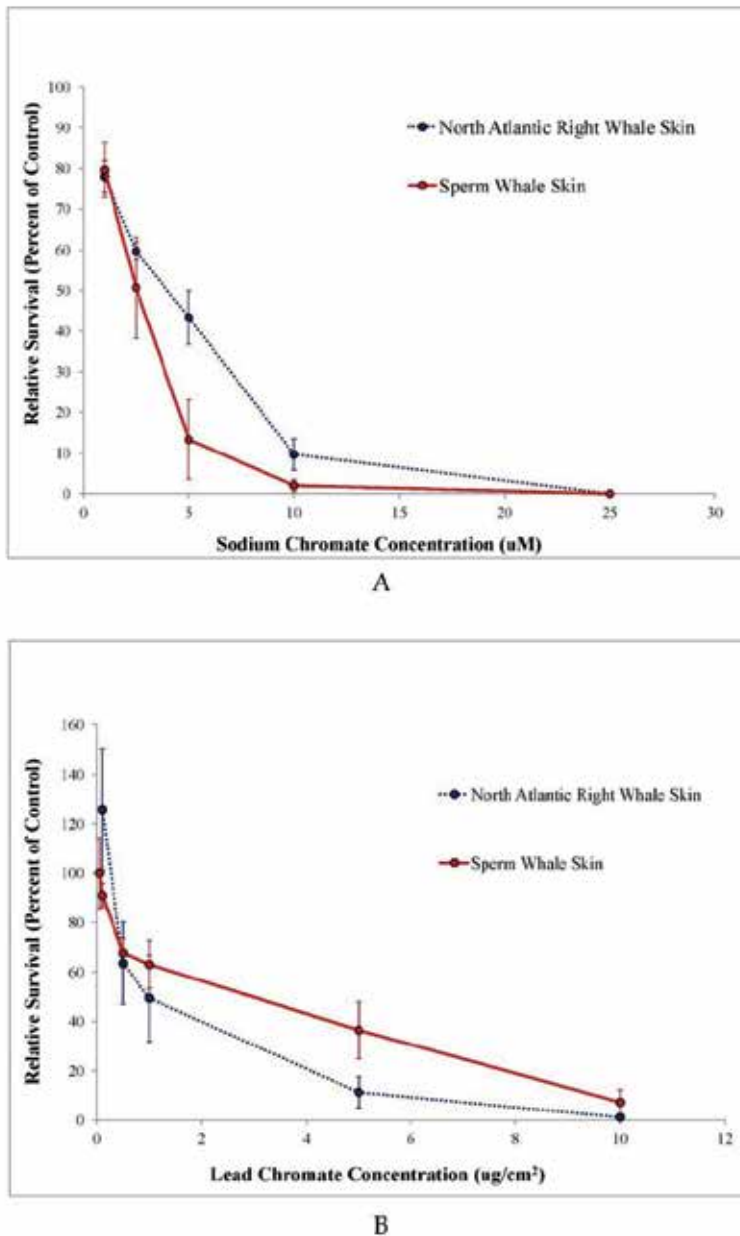 100
90
80
70
60
50
40
30
20
10
0
Relative Survival (Percent of Control)
North Atlantic Right Whale Skin
Sperm Whale Skin
0 5 10 15 20 25 30
Sodium Chromate Concentration (uM)
A
160
140
120
100
80
60
40
20
0
Relative Survival (Percent of Control)
North Atlantic Right Whale Skin
Sperm Whale Skin
0 2 4 6 8 10 12
Lead Chromate Concentration (ug/cm²)
B